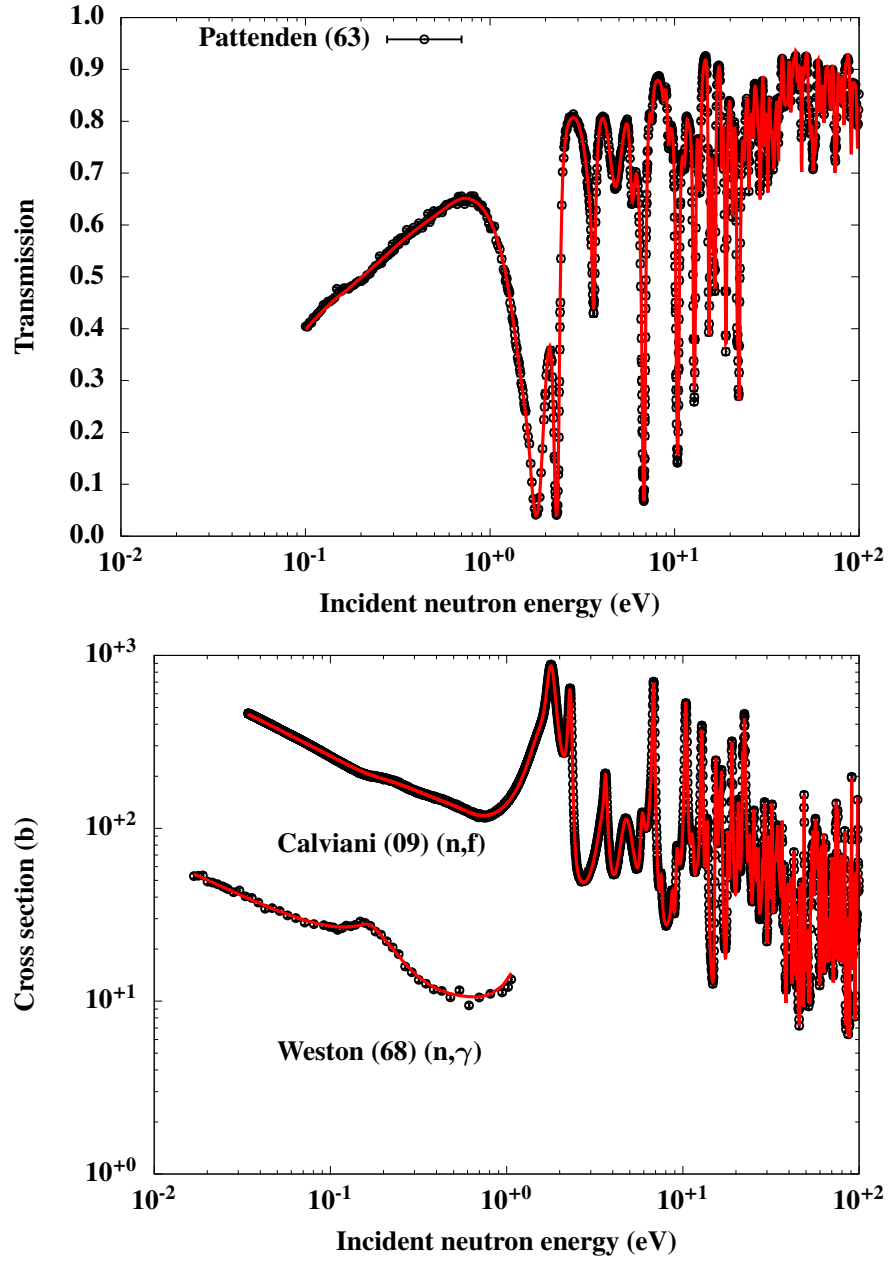 1.0
Pattenden (63)
0.9
0.8
0.7
0.6
0.5
0.4
0.3
0.2
0.1
0.0
Transmission
10^-2 10^-1 10^+0 10^+1 10^+2
Incident neutron energy (eV)
10^+3
10^+2
Calviani (09) (n,f)
10^+1
Weston (68) (n,γ)
10^+0
Cross section (b)
10^-2 10^-1 10^+0 10^+1 10^+2
Incident neutron energy (eV)